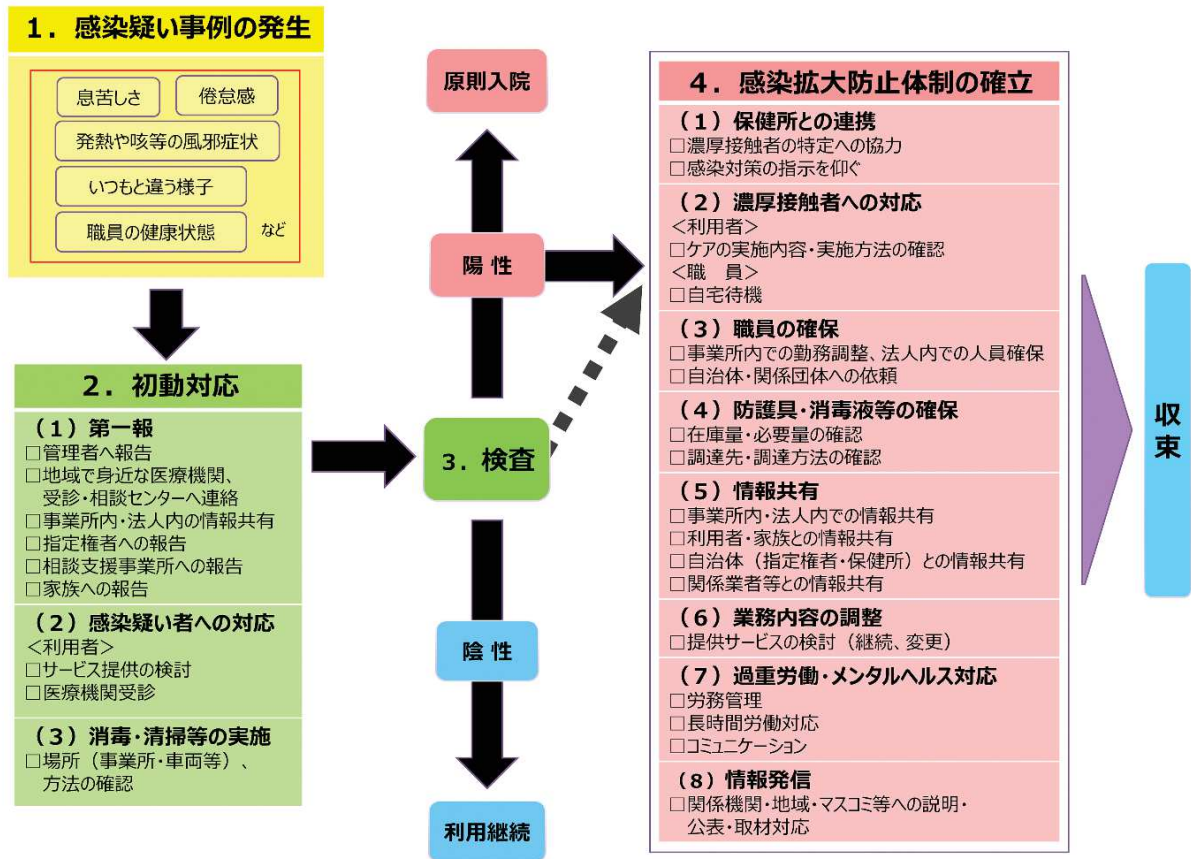 1．感染疑い事例の発生
息苦しさ
倦怠感
発熱や咳等の風邪症状
いつもと違う様子
職員の健康状態
など
2．初動対応
（1）第一報
□管理者へ報告
□地域で身近な医療機関、
受診・相談センターへ連絡
□事業所内・法人内の情報共有
□指定権者への報告
□相談支援事業所への報告
□家族への報告
（2）感染疑い者への対応
＜利用者＞
□サービス提供の検討
□医療機関受診
（3）消毒・清掃等の実施
□場所（事業所・車両等）、
方法の確認
原則入院
陽 性
3．検査
陰 性
利用継続
4．感染拡大防止体制の確立
（1）保健所との連携
□濃厚接触者の特定への協力
□感染対策の指示を仰ぐ
（2）濃厚接触者への対応
＜利用者＞
□ケアの実施内容・実施方法の確認
＜職　員＞
□自宅待機
（3）職員の確保
□事業所内での勤務調整、法人内での人員確保
□自治体・関係団体への依頼
（4）防護具・消毒液等の確保
□在庫量・必要量の確認
□調達先・調達方法の確認
（5）情報共有
□事業所内・法人内での情報共有
□利用者・家族との情報共有
□自治体（指定権者・保健所）との情報共有
□関係業者等との情報共有
（6）業務内容の調整
□提供サービスの検討（継続、変更）
（7）過重労働・メンタルヘルス対応
□労務管理
□長時間労働対応
□コミュニケーション
（8）情報発信
□関係機関・地域・マスコミ等への説明・
公表・取材対応
収束